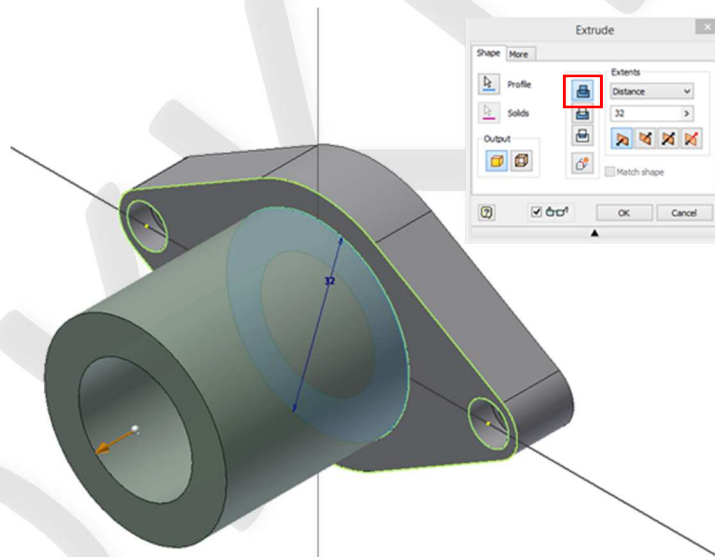 Extrude
Shape More
Profile
Solids
Output
Extents
Distance
32
Match shape
OK Cancel
32